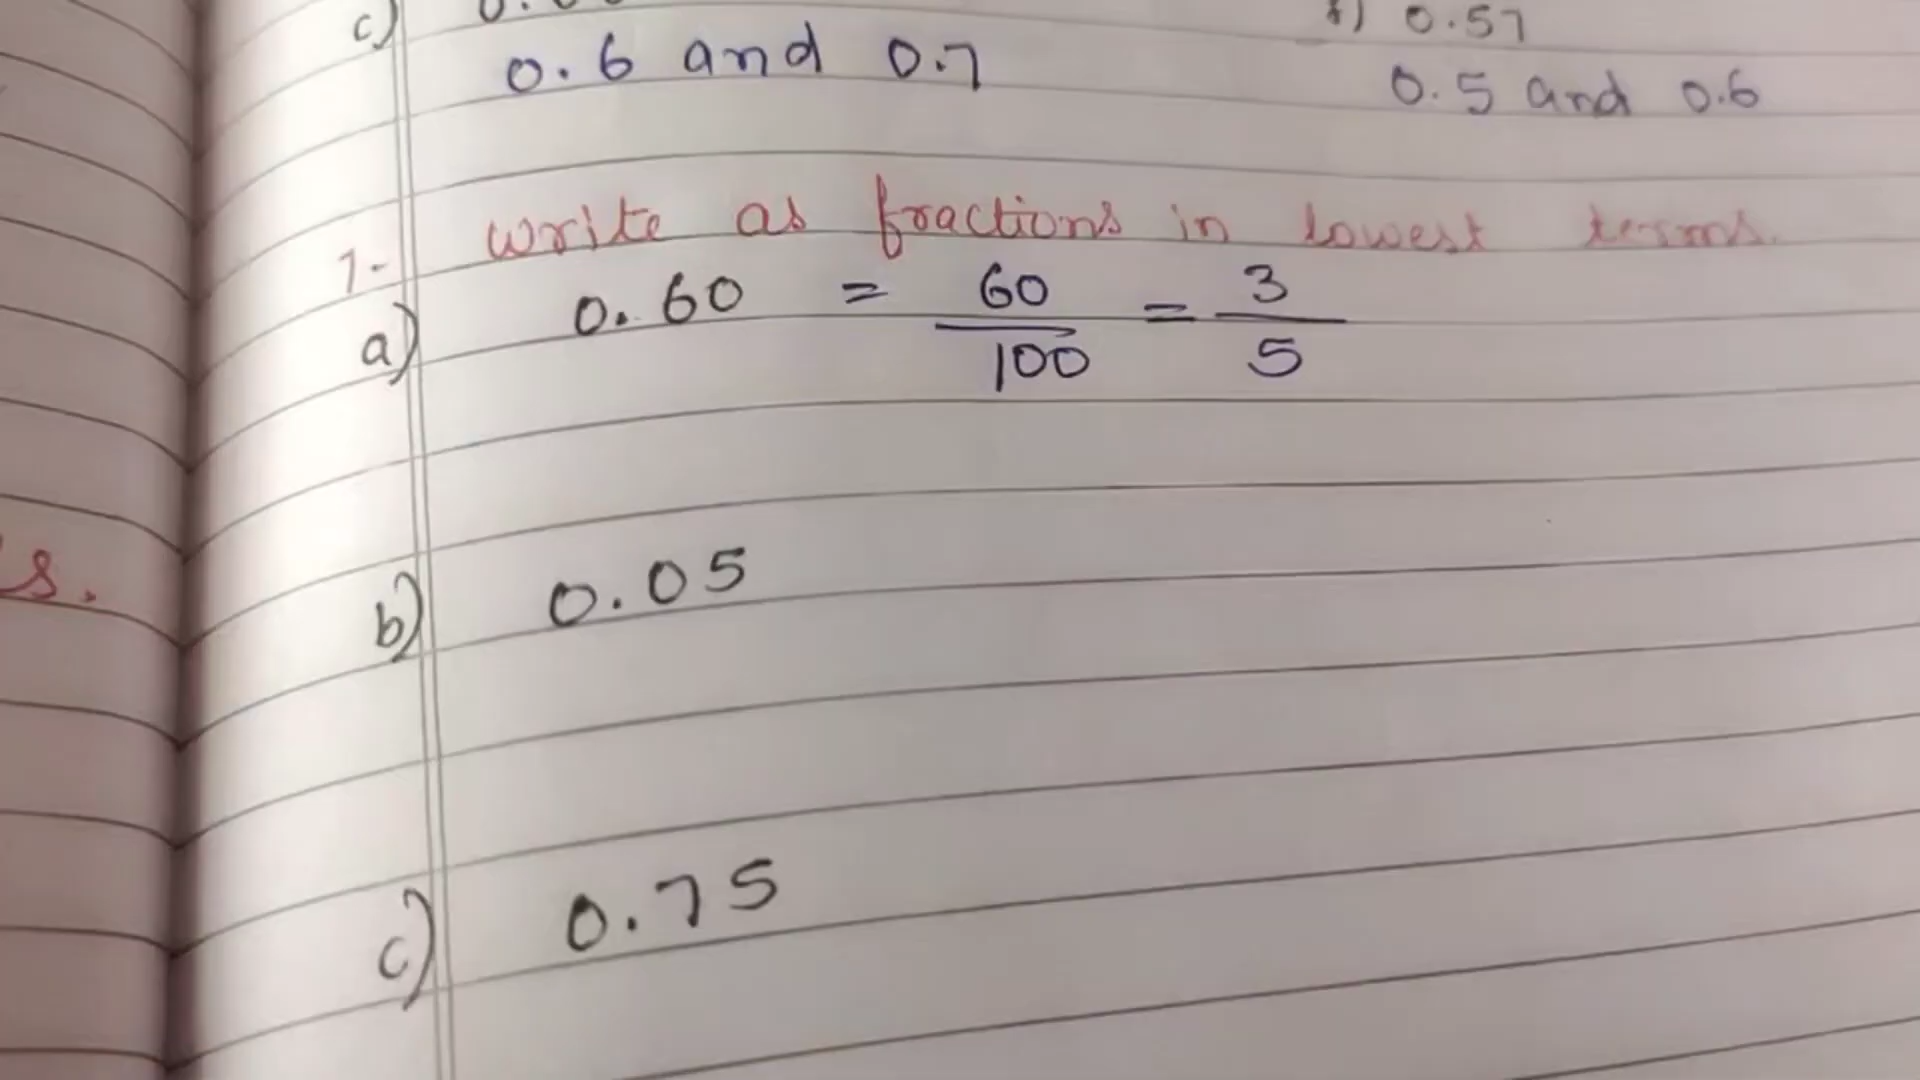 c)
f) 0.57
0.6 and 0.7
0.5 and 0.6
7. write as fractions in lowest terms.
a) 0.60 = 60/100 = 3/5
s.
b) 0.05
c) 0.75